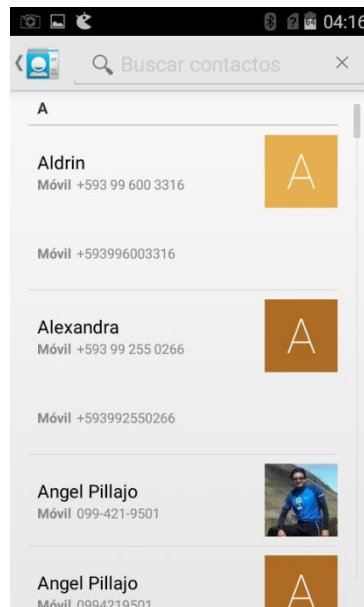 04:16
Buscar contactos
A
Aldrin
A
Móvil +593 99 600 3316
Móvil +593996003316
Alexandra
A
Móvil +593 99 255 0266
Móvil +593992550266
Angel Pillajo
Móvil 099-421-9501
Angel Pillajo
A
Móvil 0994219501